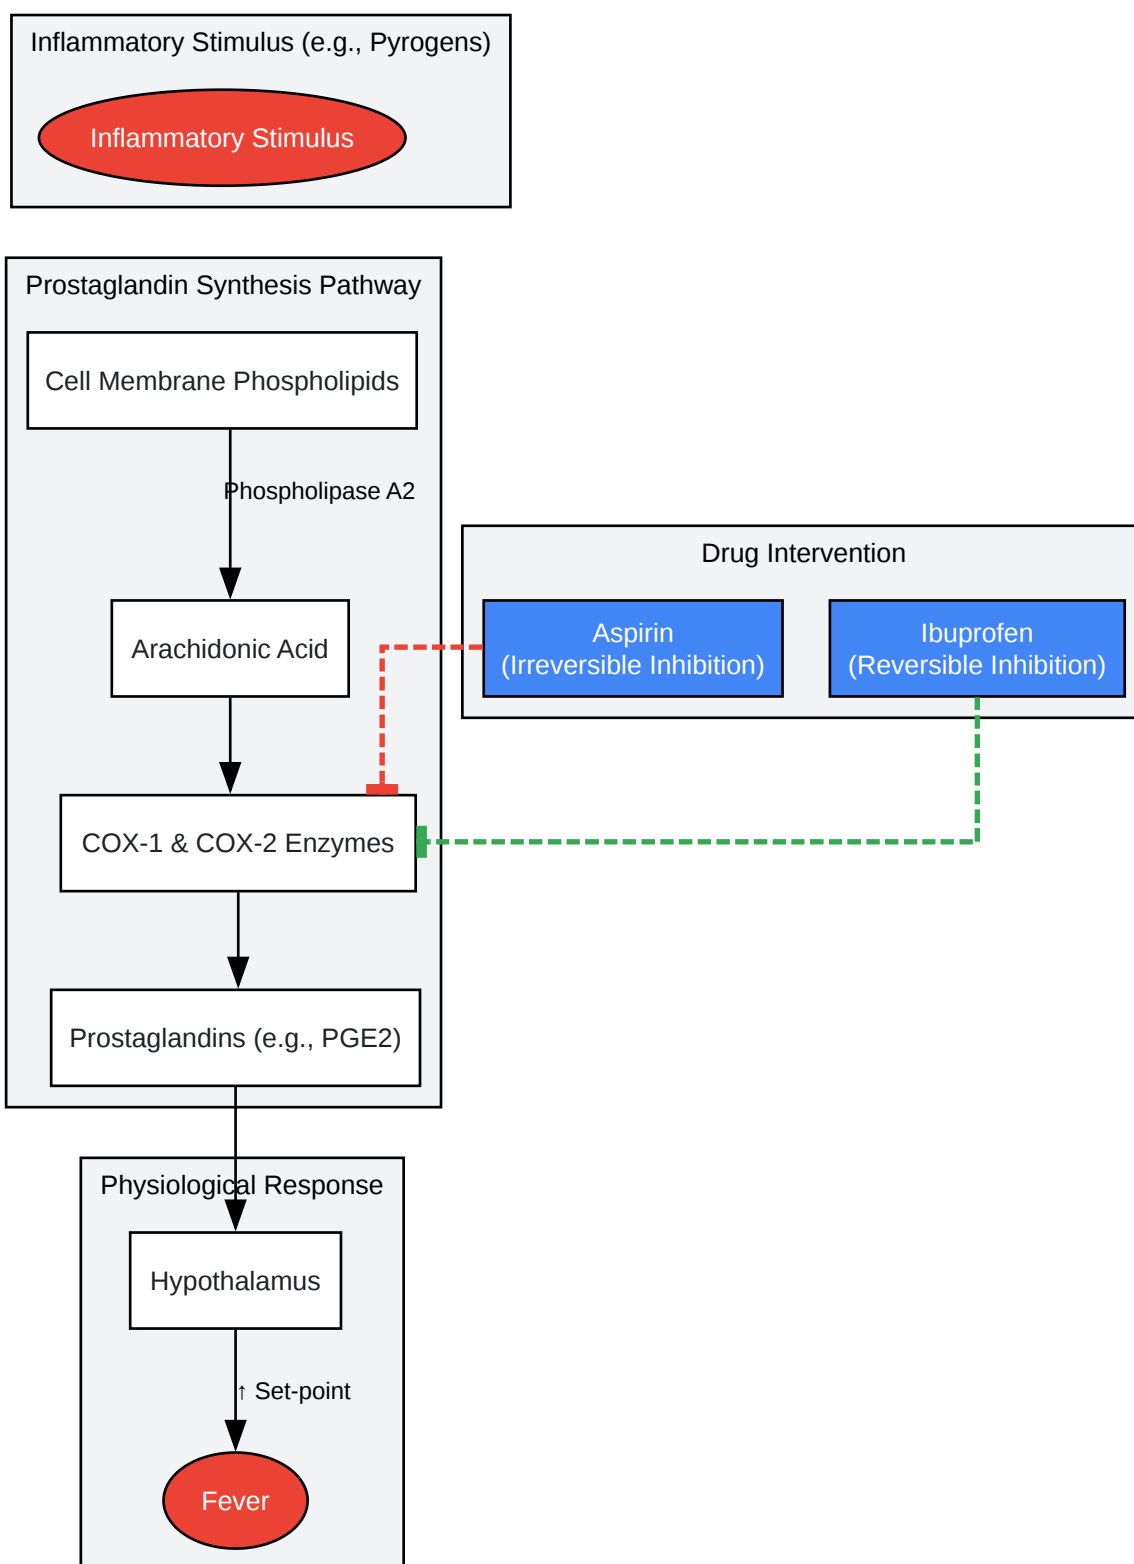 Inflammatory Stimulus (e.g., Pyrogens)
Inflammatory Stimulus
Prostaglandin Synthesis Pathway
Cell Membrane Phospholipids
Phospholipase A2
Drug Intervention
Aspirin
(Irreversible Inhibition)
Ibuprofen
(Reversible Inhibition)
Arachidonic Acid
COX-1 & COX-2 Enzymes
Prostaglandins (e.g., PGE2)
Physiological Response
Hypothalamus
↑ Set-point
Fever